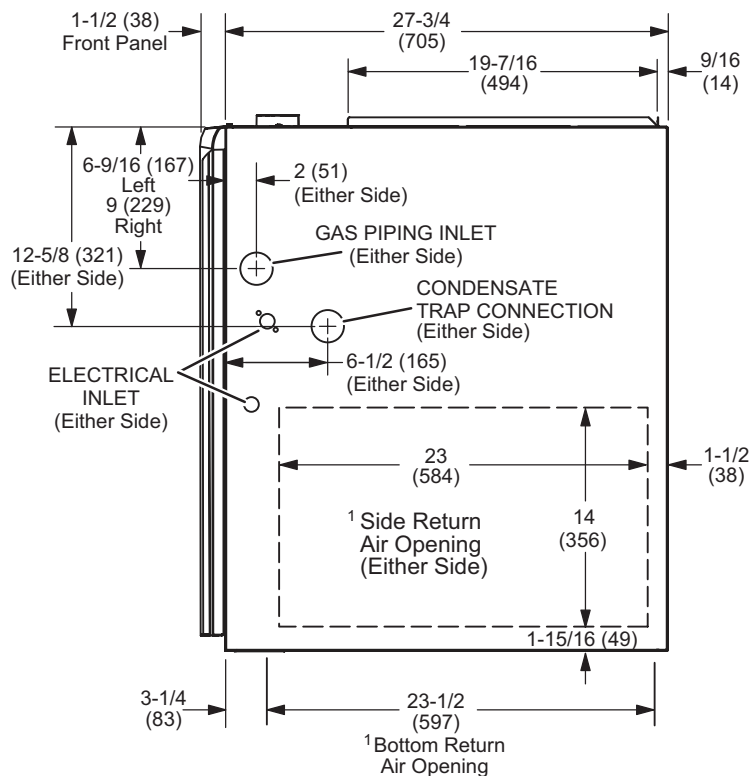 1-1/2 (38)
Front Panel
27-3/4
(705)
19-7/16
(494)
9/16
(14)
6-9/16 (167)
Left
9 (229)
Right
2 (51)
(Either Side)
12-5/8 (321)
(Either Side)
GAS PIPING INLET
(Either Side)
CONDENSATE
TRAP CONNECTION
(Either Side)
6-1/2 (165)
(Either Side)
ELECTRICAL
INLET
(Either Side)
23
(584)
1-1/2
(38)
14
(356)
1 Side Return
Air Opening
(Either Side)
1-15/16 (49)
3-1/4
(83)
23-1/2
(597)
1 Bottom Return
Air Opening